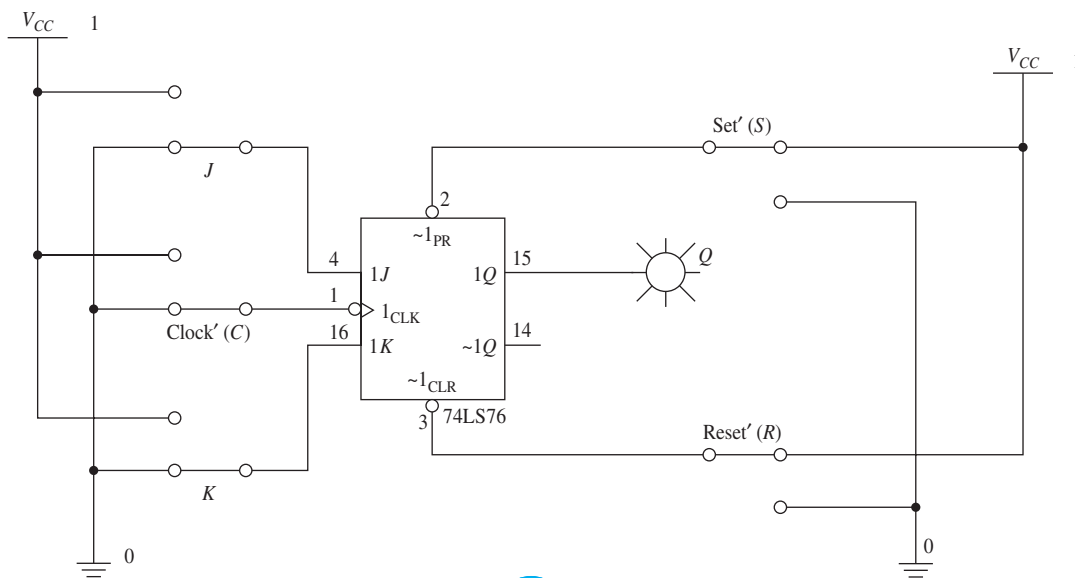 V_CC 1
V_CC
Set′ (S)
J
2
~1_PR
4
1J
1Q
15
Q
1
1_CLK
Clock′ (C)
16
1K
~1Q
14
~1_CLR
3
74LS76
Reset′ (R)
K
0
0